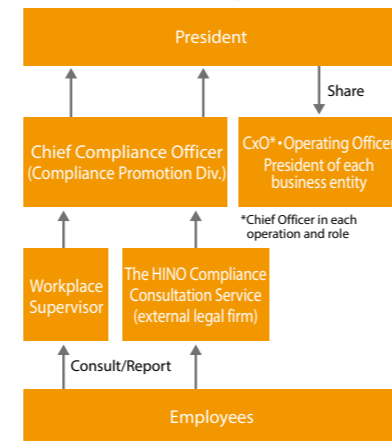 President
Share
Chief Compliance Officer
(Compliance Promotion Div.)
CxO*・Operating Officer
President of each
business entity
*Chief Officer in each
operation and role
Workplace
Supervisor
The HINO Compliance
Consultation Service
(external legal firm)
Consult/Report
Employees